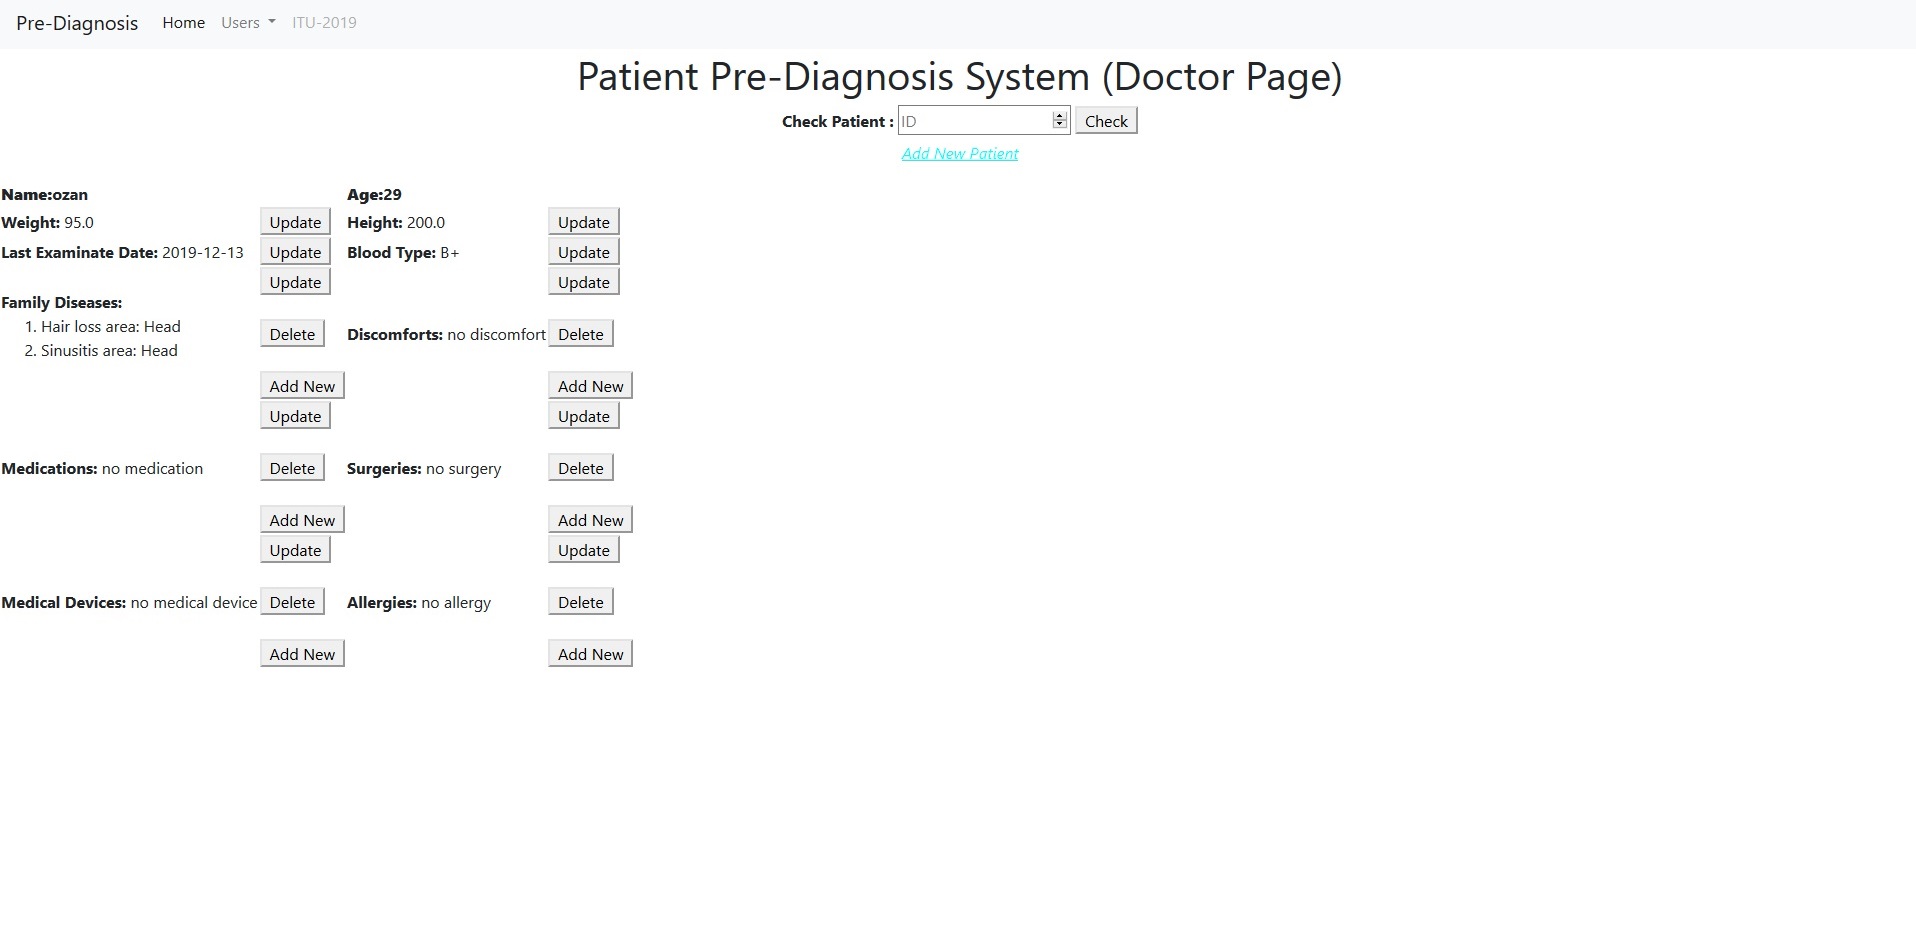 Pre-Diagnosis Home Users ITU-2019
Patient Pre-Diagnosis System (Doctor Page)
Check Patient : ID Check
Add New Patient
Name:ozan Age:29
Weight: 95.0 Update Height: 200.0 Update
Last Examinate Date: 2019-12-13 Update Blood Type: B+ Update
Update Update
Family Diseases:
1. Hair loss area: Head
Delete Discomforts: no discomfort Delete
2. Sinusitis area: Head
Add New Add New
Update Update
Medications: no medication Delete Surgeries: no surgery Delete
Add New Add New
Update Update
Medical Devices: no medical device Delete Allergies: no allergy Delete
Add New Add New